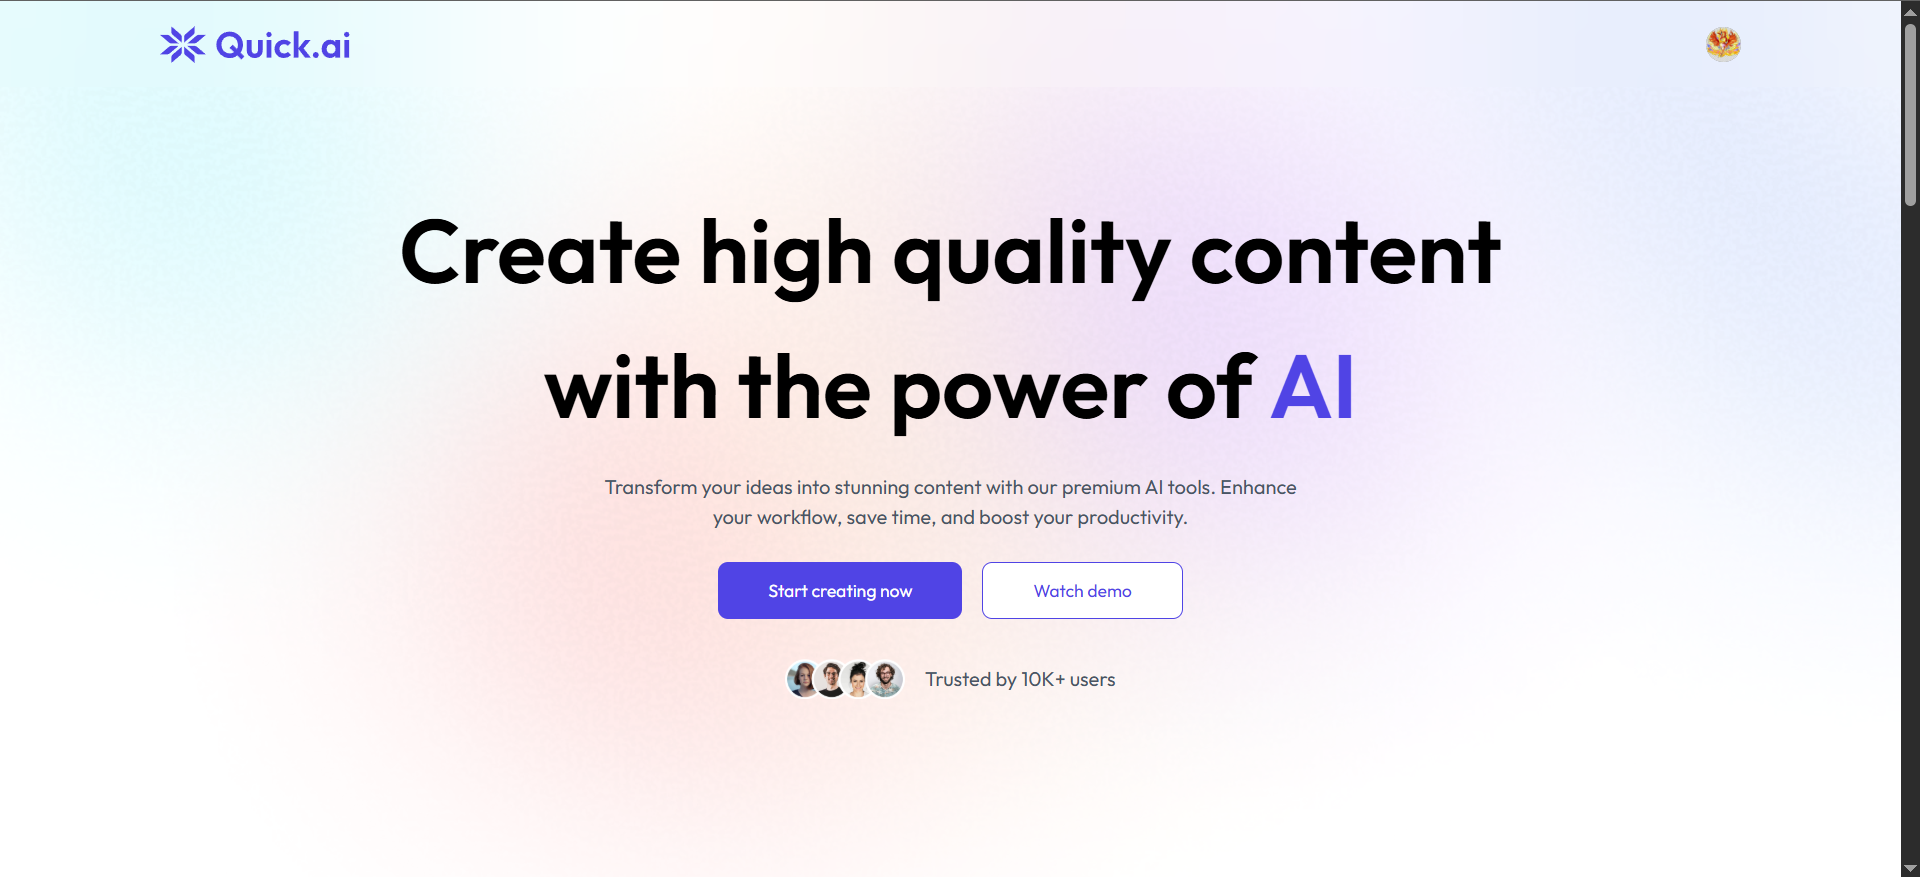 Quick.ai
Create high quality content
with the power of AI
Transform your ideas into stunning content with our premium AI tools. Enhance
your workflow, save time, and boost your productivity.
Start creating now
Watch demo
Trusted by 10K+ users